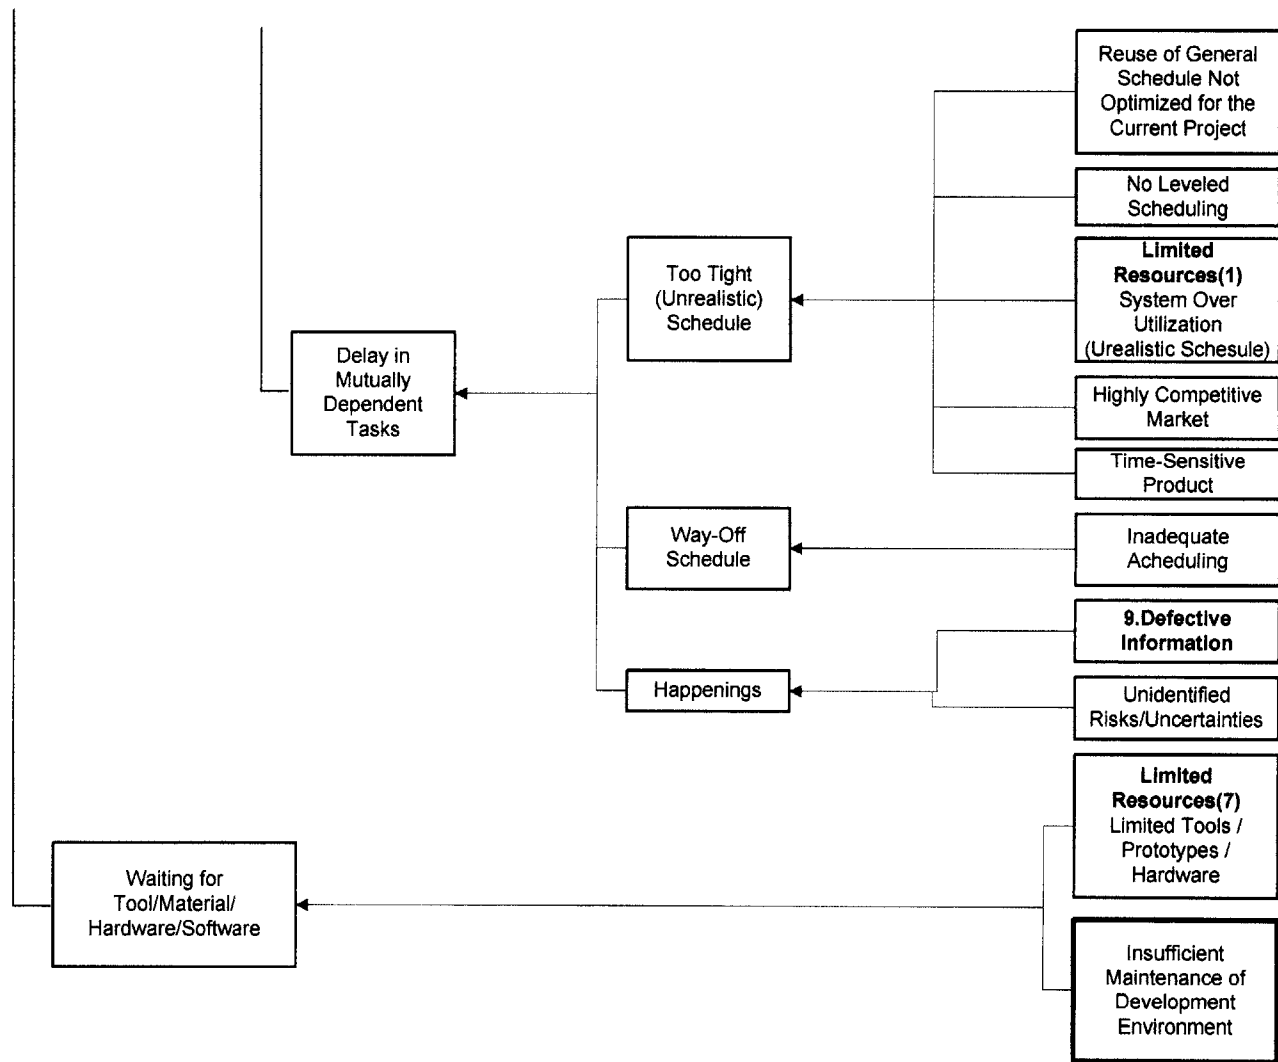 Reuse of General
Schedule Not
Optimized for the
Current Project
No Leveled
Scheduling
Limited
Resources(1)
System Over
Utilization
(Urealistic Schesule)
Too Tight
(Unrealistic)
Schedule
Delay in
Mutually
Dependent
Tasks
Highly Competitive
Market
Time-Sensitive
Product
Way-Off
Schedule
Inadequate
Acheduling
9.Defective
Information
Happenings
Unidentified
Risks/Uncertainties
Limited
Resources(7)
Limited Tools /
Prototypes /
Hardware
Waiting for
Tool/Material/
Hardware/Software
Insufficient
Maintenance of
Development
Environment